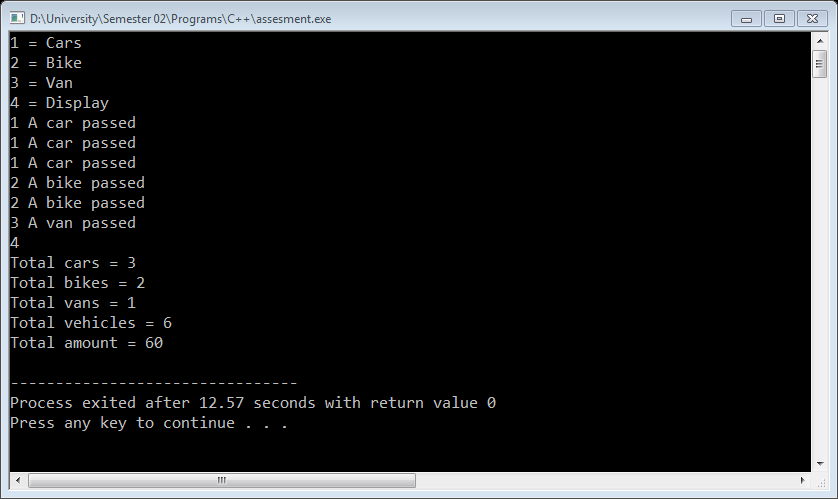 D:\University\Semester 02\Programs\C++\assesment.exe
1 = Cars
2 = Bike
3 = Van
4 = Display
1 A car passed
1 A car passed
1 A car passed
2 A bike passed
2 A bike passed
3 A van passed
4
Total cars = 3
Total bikes = 2
Total vans = 1
Total vehicles = 6
Total amount = 60

--------------------------------
Process exited after 12.57 seconds with return value 0
Press any key to continue . . .